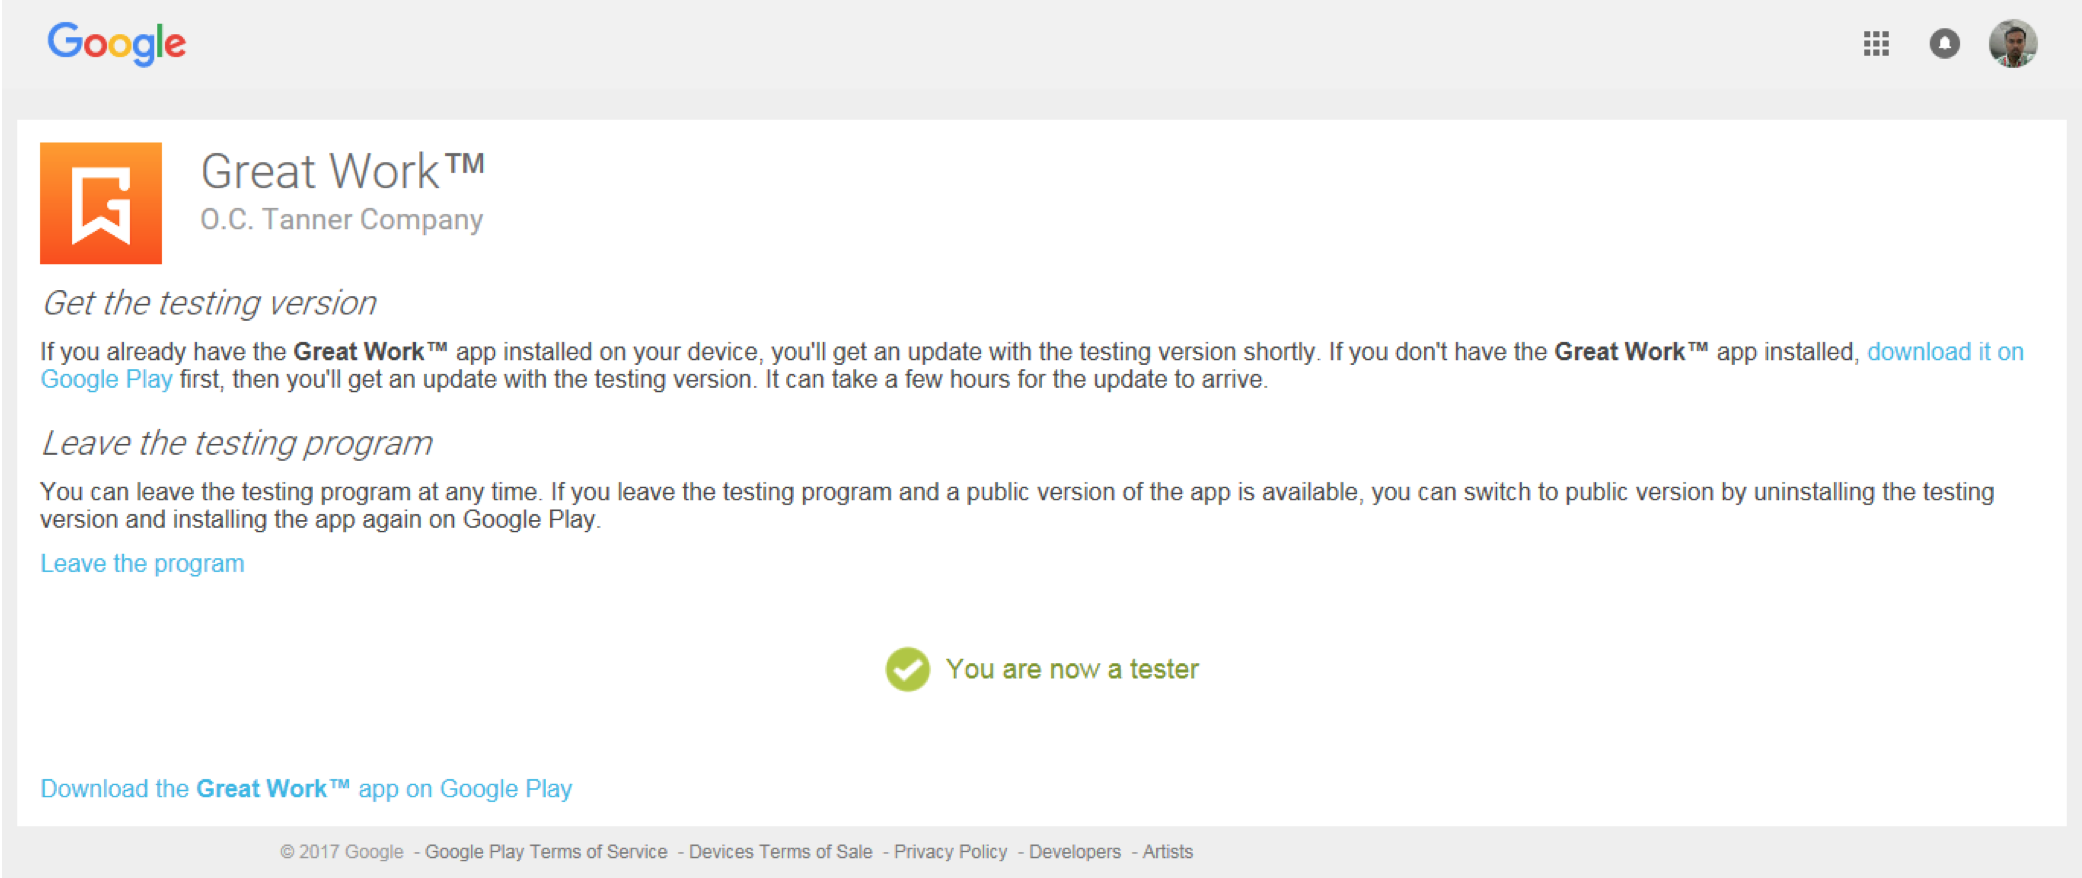 Google
Great Work™
O.C. Tanner Company
Get the testing version
If you already have the Great Work™ app installed on your device, you'll get an update with the testing version shortly. If you don't have the Great Work™ app installed, download it on
Google Play first, then you'll get an update with the testing version. It can take a few hours for the update to arrive.
Leave the testing program
You can leave the testing program at any time. If you leave the testing program and a public version of the app is available, you can switch to public version by uninstalling the testing
version and installing the app again on Google Play.
Leave the program
You are now a tester
Download the Great Work™ app on Google Play
© 2017 Google - Google Play Terms of Service - Devices Terms of Sale - Privacy Policy - Developers - Artists